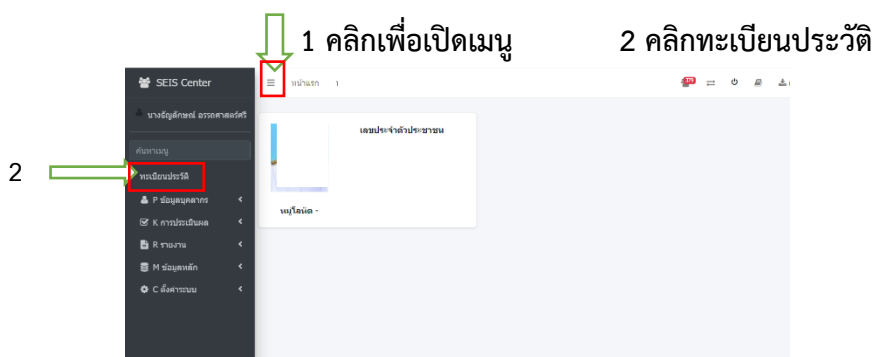 1 คลิกเพื่อเปิดเมนู
2 คลิกทะเบียนประวัติ
SEIS Center
หน้าแรก
นางธัญลักษณ์ อรรถศาสตร์ศรี
เลขประจำตัวประชาชน
ค้นหาเมนู
2
ทะเบียนประวัติ
P ข้อมูลบุคลากร
หมู่โลหิต -
K การประเมินผล
R รายงาน
M ข้อมูลหลัก
C ตั้งค่าระบบ